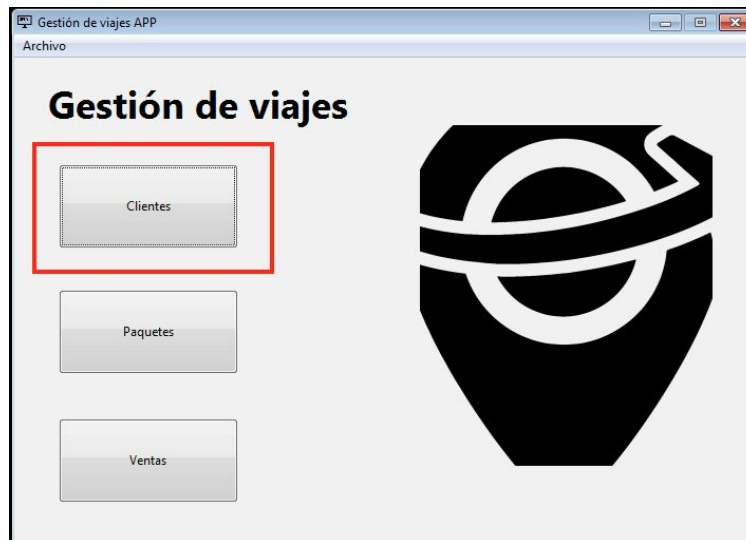 Gestión de viajes APP
Archivo
Gestión de viajes
Clientes
Paquetes
Ventas